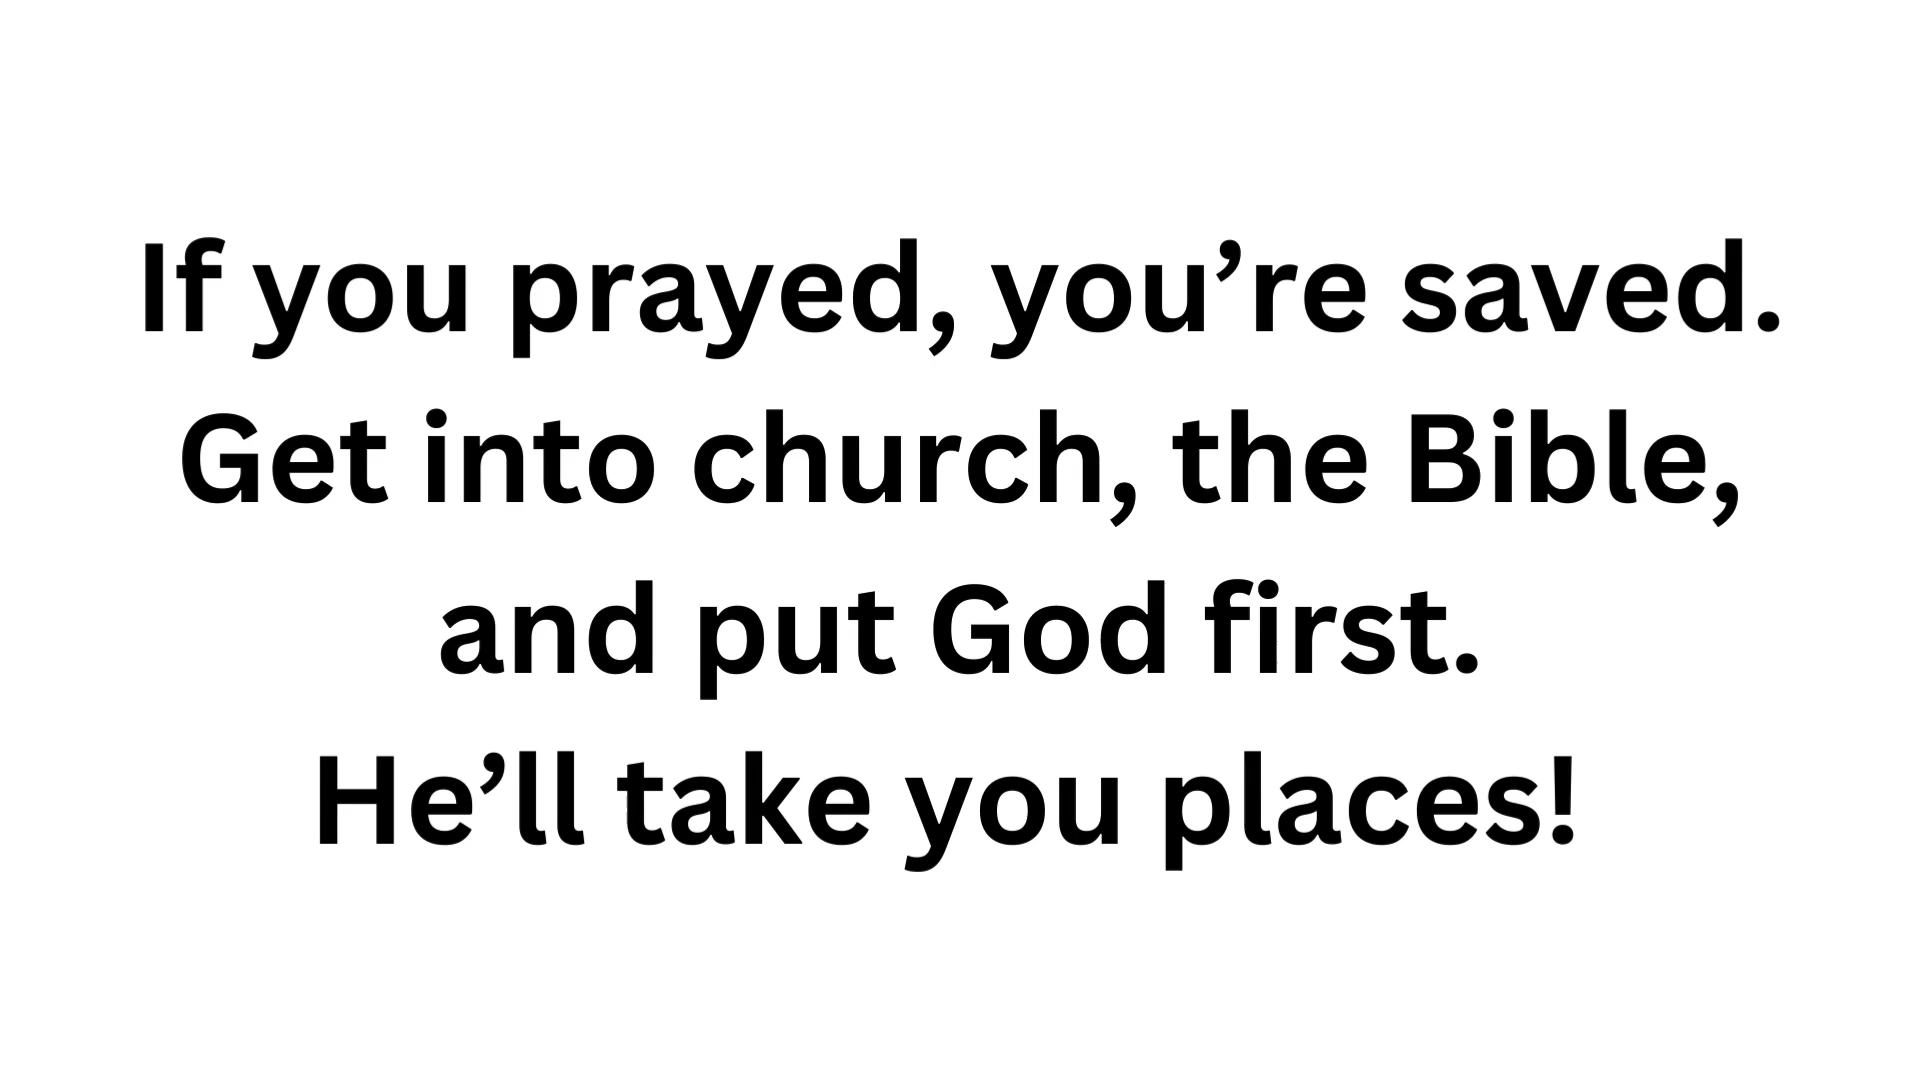 If you prayed, you’re saved.
Get into church, the Bible,
and put God first.
He’ll take you places!